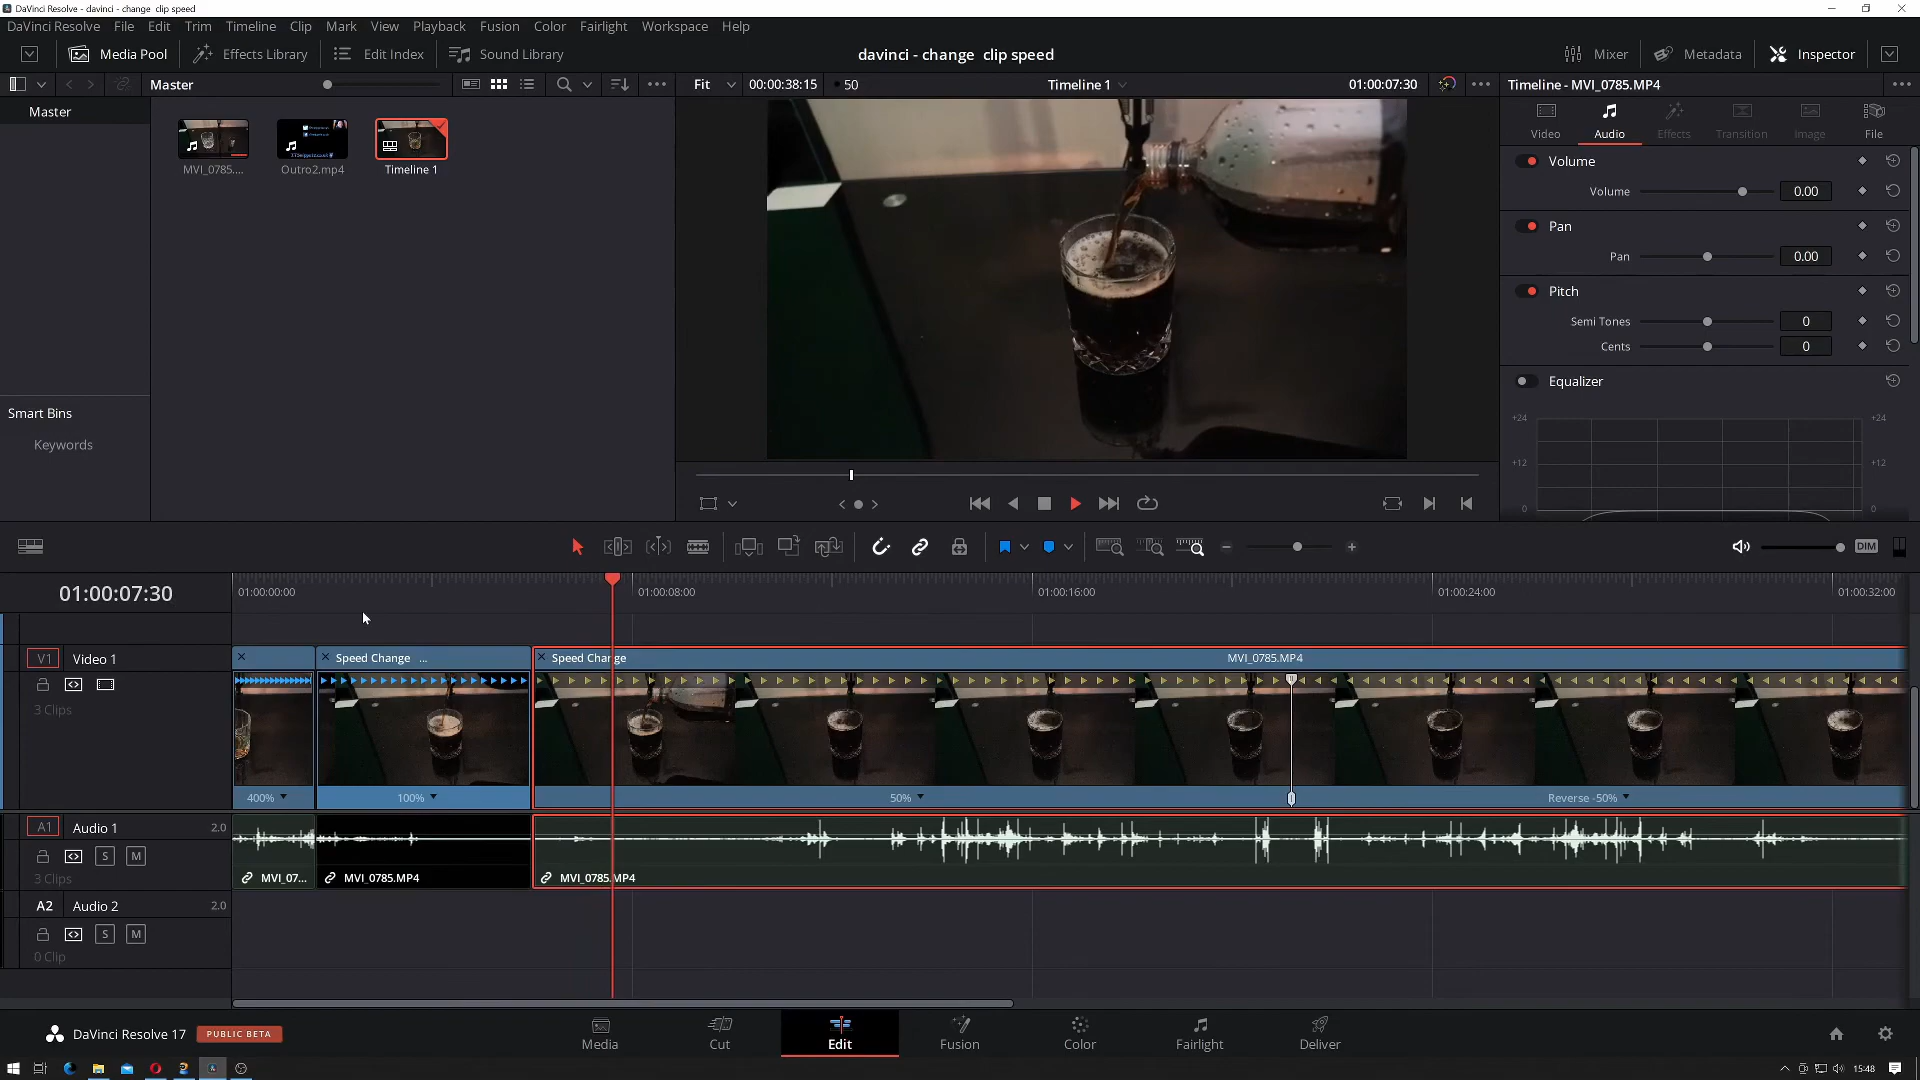 DaVinci Resolve - davinci - change  clip speed
DaVinci Resolve File Edit Trim Timeline Clip Mark View Playback Fusion Color Fairlight Workspace Help
Media Pool Effects Library Edit Index Sound Library davinci - change  clip speed Mixer Metadata Inspector
Master Fit 00:00:38:15 50 Timeline 1 01:00:07:30 Timeline - MVI_0785.MP4
Master
MVI_0785.... Outro2.mp4 Timeline 1
Video Audio Effects Transition Image File
Volume
Volume 0.00
Pan
Pan 0.00
Pitch
Semi Tones 0
Cents 0
Equalizer
+24 +24
+12 +12
0 0
Smart Bins
Keywords
DIM
01:00:07:30 01:00:00:00 01:00:08:00 01:00:16:00 01:00:24:00 01:00:32:00
V1 Video 1 Speed Change ... Speed Change MVI_0785.MP4
3 Clips
400% 100% 50% Reverse -50%
A1 Audio 1 2.0
S M
3 Clips MVI_07... MVI_0785.MP4 MVI_0785.MP4
A2 Audio 2 2.0
S M
0 Clip
DaVinci Resolve 17 PUBLIC BETA Media Cut Edit Fusion Color Fairlight Deliver
15:48